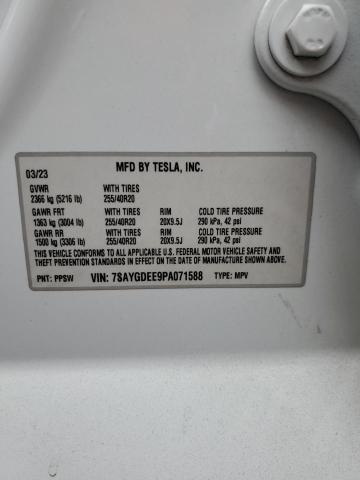 03/23 MFD BY TESLA, INC.
GVWR WITH TIRES
2366 kg (5216 lb) 255/40R20
GAWR FRT WITH TIRES RIM COLD TIRE PRESSURE
1363 kg (3004 lb) 255/40R20 20X9.5J 290 kPa, 42 psi
GAWR RR WITH TIRES RIM COLD TIRE PRESSURE
1500 kg (3306 lb) 255/40R20 20X9.5J 290 kPa, 42 psi
THIS VEHICLE CONFORMS TO ALL APPLICABLE FEDERAL MOTOR VEHICLE SAFETY AND
THEFT PREVENTION STANDARDS IN EFFECT ON THE DATE OF MANUFACTURE SHOWN ABOVE.
PNT: PPSW VIN: 7SAYGDEE9PA071588 TYPE: MPV